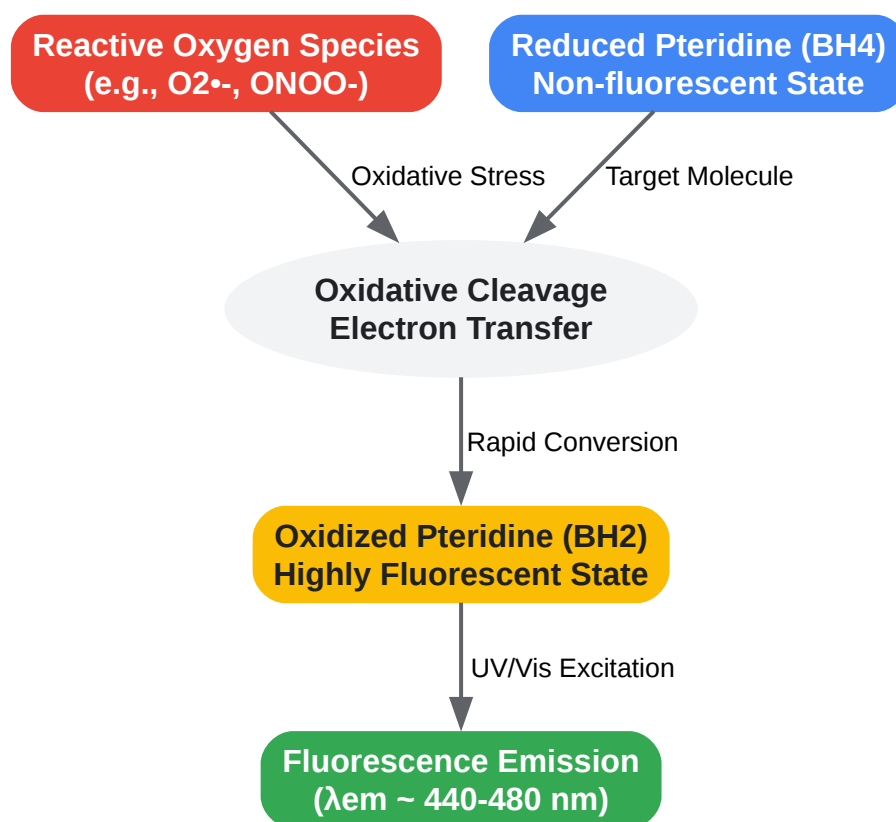 Reactive Oxygen Species
(e.g., O2•-, ONOO-)
Reduced Pteridine (BH4)
Non-fluorescent State
Oxidative Stress
Target Molecule
Oxidative Cleavage
Electron Transfer
Rapid Conversion
Oxidized Pteridine (BH2)
Highly Fluorescent State
UV/Vis Excitation
Fluorescence Emission
(λem ~ 440-480 nm)